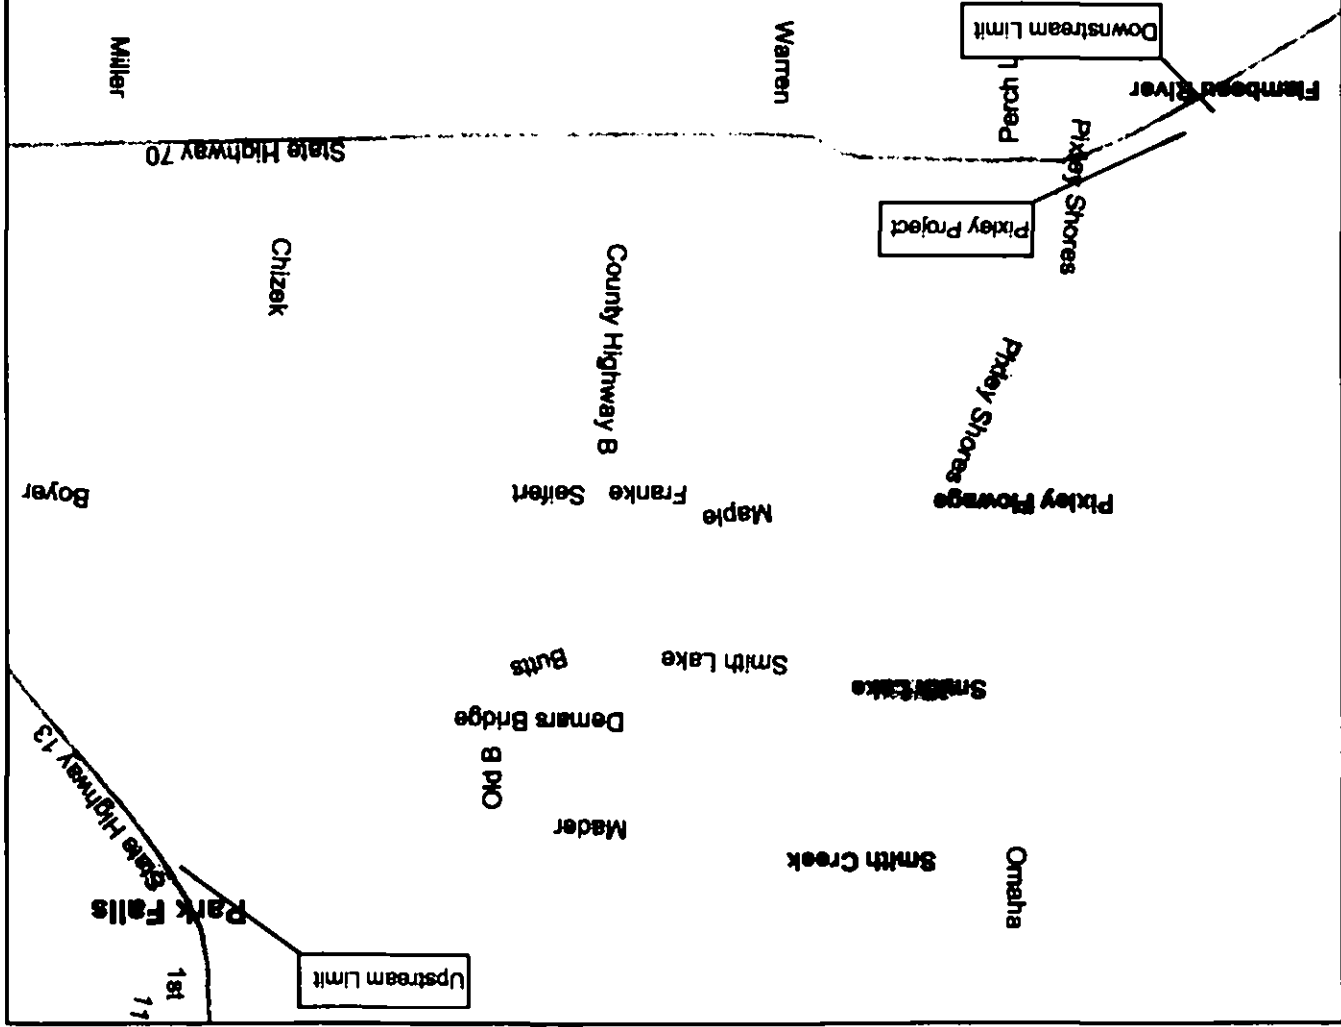 Upstream Limit
1st
11
Park Falls
Omaha
Smith Creek
Mader
State Highway 13
Old B
Demars Bridge
Smith Lake
Smith Lake
Butts
Pixley Flowage
Maple
Franke
Seifert
Boyer
Pixley Shores
County Highway B
Chizek
Pixley Project
Pixley Shores
State Highway 70
Flambeau River
Perch L
Warren
Miller
Downstream Limit